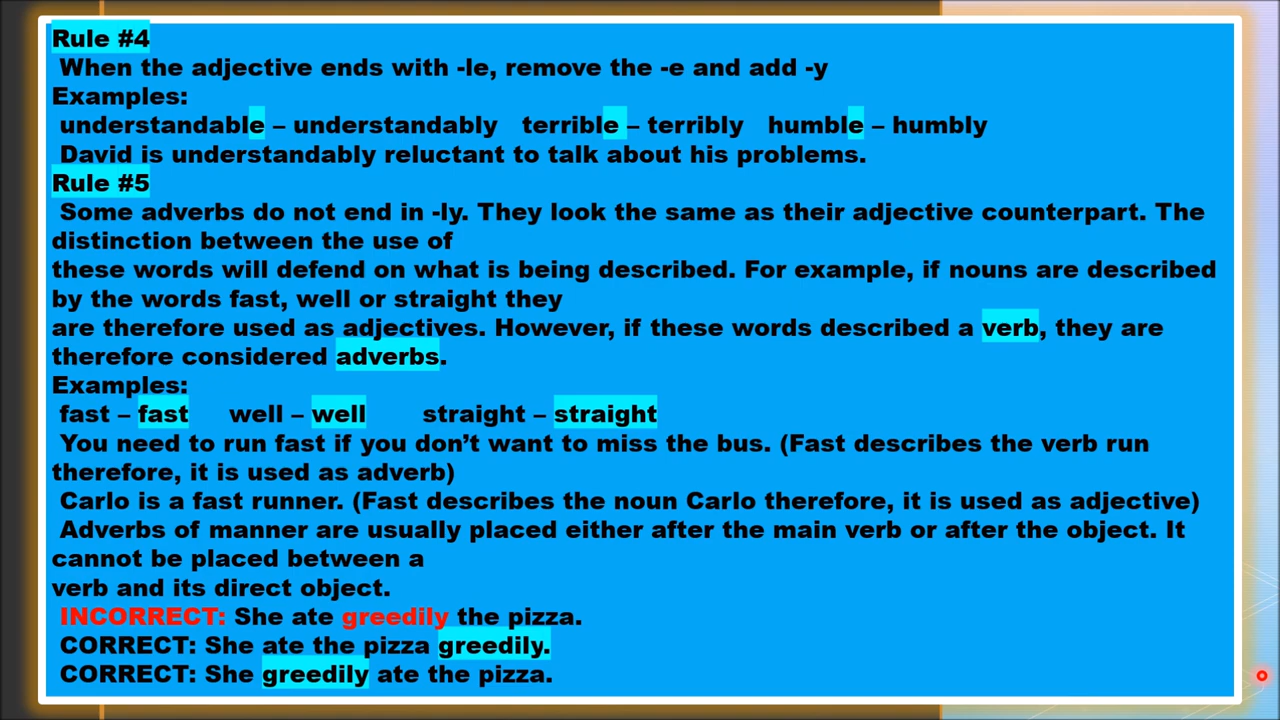 Rule #4
When the adjective ends with -le, remove the -e and add -y
Examples:
understandable – understandably terrible – terribly humble – humbly
David is understandably reluctant to talk about his problems.
Rule #5
Some adverbs do not end in -ly. They look the same as their adjective counterpart. The
distinction between the use of
these words will defend on what is being described. For example, if nouns are described
by the words fast, well or straight they
are therefore used as adjectives. However, if these words described a verb, they are
therefore considered adverbs.
Examples:
fast – fast well – well straight – straight
You need to run fast if you don’t want to miss the bus. (Fast describes the verb run
therefore, it is used as adverb)
Carlo is a fast runner. (Fast describes the noun Carlo therefore, it is used as adjective)
Adverbs of manner are usually placed either after the main verb or after the object. It
cannot be placed between a
verb and its direct object.
INCORRECT: She ate greedily the pizza.
CORRECT: She ate the pizza greedily.
CORRECT: She greedily ate the pizza.